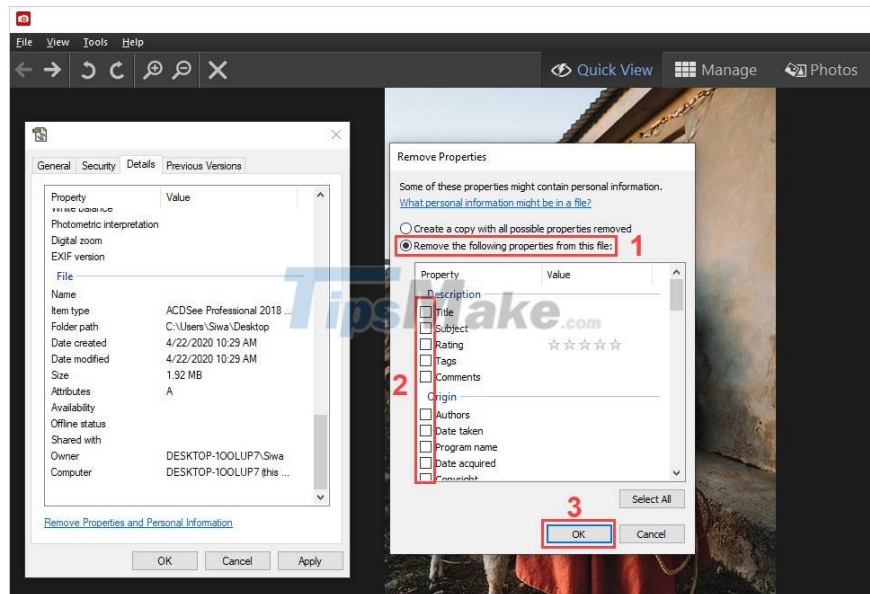 File View Tools Help
Quick View Manage Photos
General Security Details Previous Versions
Property Value
White balance
Photometric interpretation
Digital zoom
EXIF version
File
Name
Item type ACDSee Professional 2018 ...
Folder path C:\Users\Siwa\Desktop
Date created 4/22/2020 10:29 AM
Date modified 4/22/2020 10:29 AM
Size 1.92 MB
Attributes A
Availability
Offline status
Shared with
Owner DESKTOP-1OOLUP7\Siwa
Computer DESKTOP-1OOLUP7 (this ...
Remove Properties and Personal Information
OK Cancel Apply
Remove Properties
Some of these properties might contain personal information.
What personal information might be in a file?
Create a copy with all possible properties removed
Remove the following properties from this file: 1
Property Value
Description
Title
Subject
Rating
Tags
Comments
2
Origin
Authors
Date taken
Program name
Date acquired
Copyright
Select All
3
OK Cancel
TipsMake.com